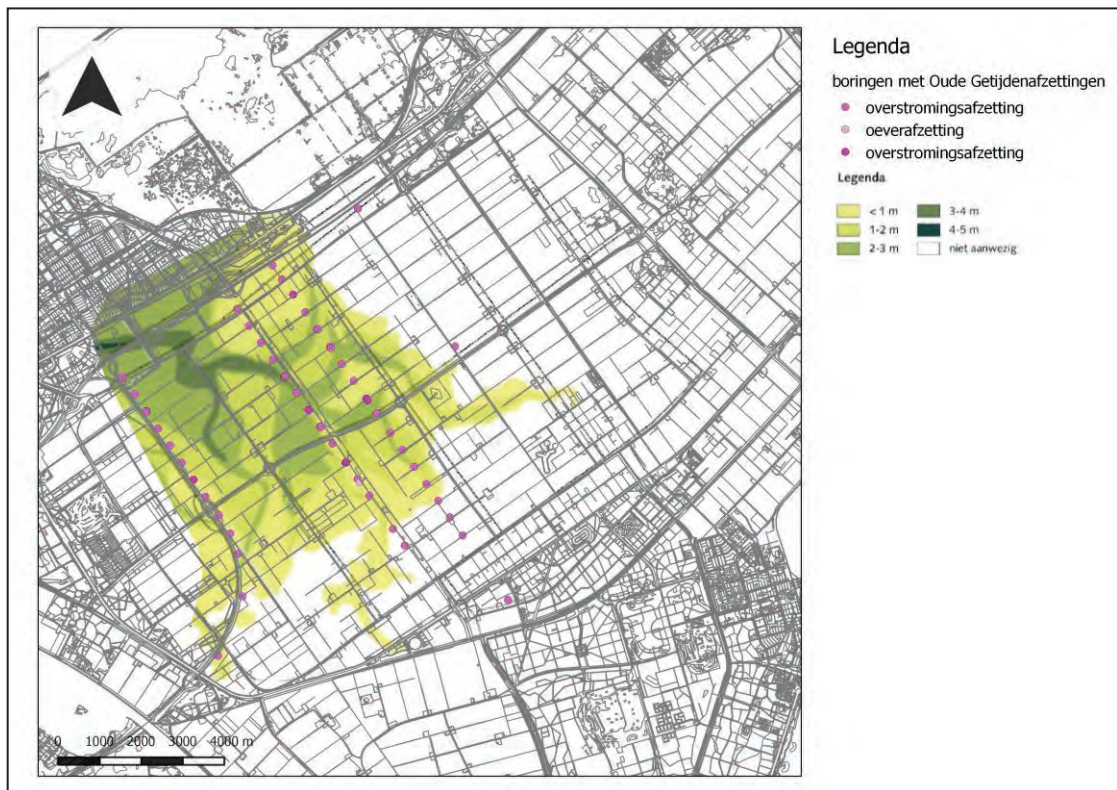 Legenda
boringen met Oude Getijdenafzettingen
overstromingsafzetting
oeverafzetting
overstromingsafzetting
Legenda
< 1 m
1-2 m
2-3 m
3-4 m
4-5 m
niet aanwezig
0 1000 2000 3000 4000 m